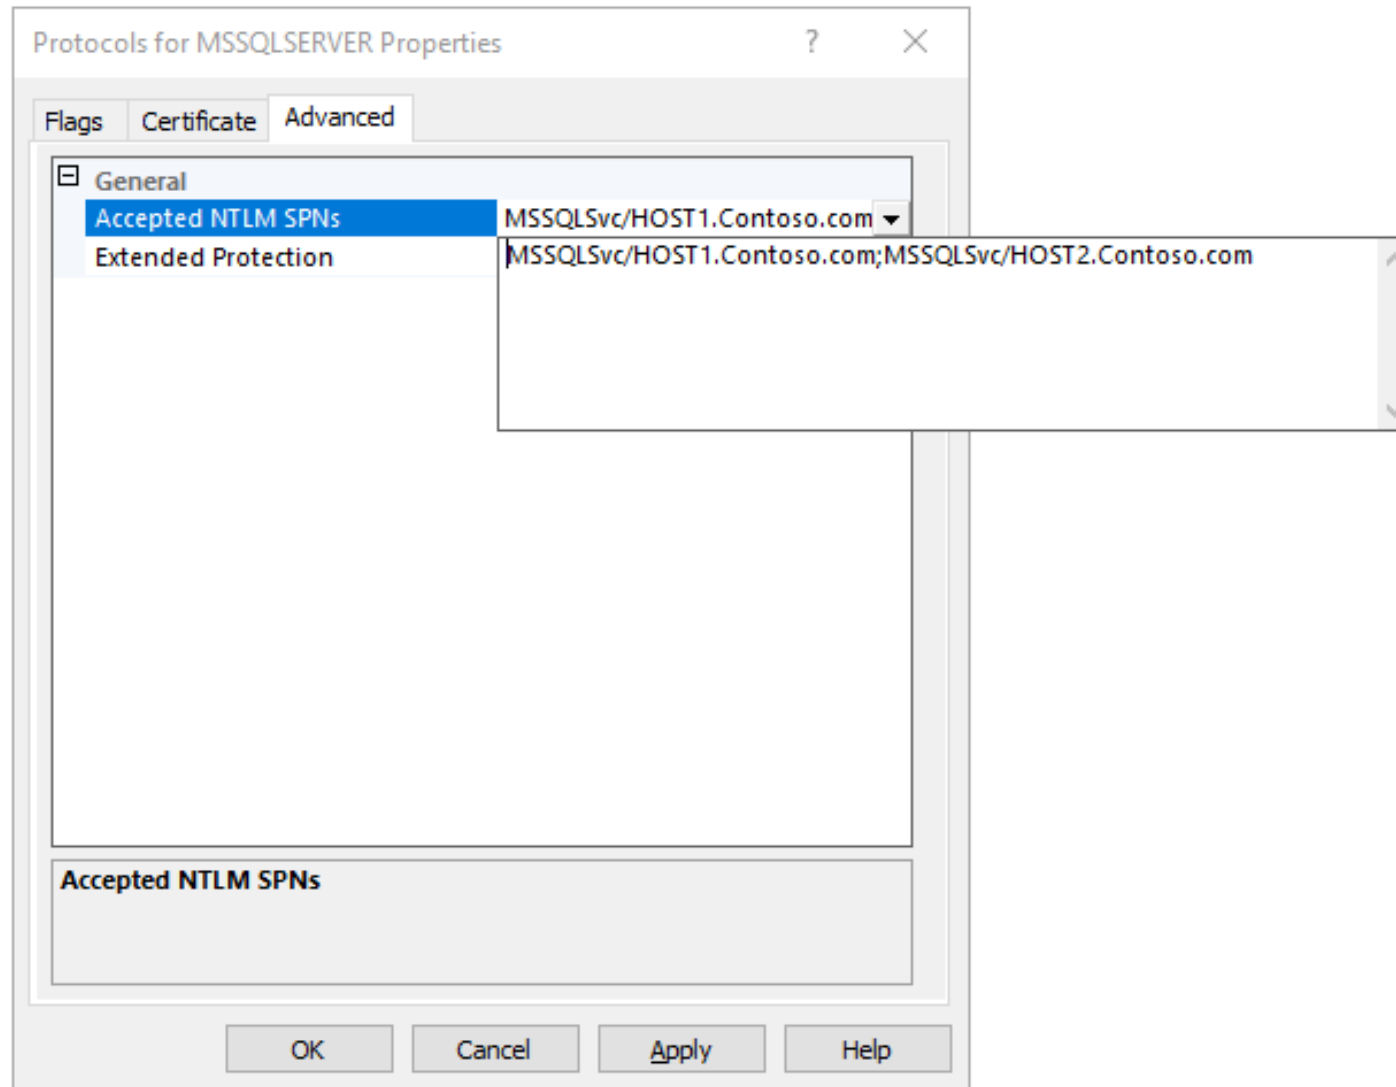 Protocols for MSSQLSERVER Properties
Flags Certificate Advanced
General
Accepted NTLM SPNs MSSQLSvc/HOST1.Contoso.com
Extended Protection
MSSQLSvc/HOST1.Contoso.com;MSSQLSvc/HOST2.Contoso.com
Accepted NTLM SPNs
OK Cancel Apply Help